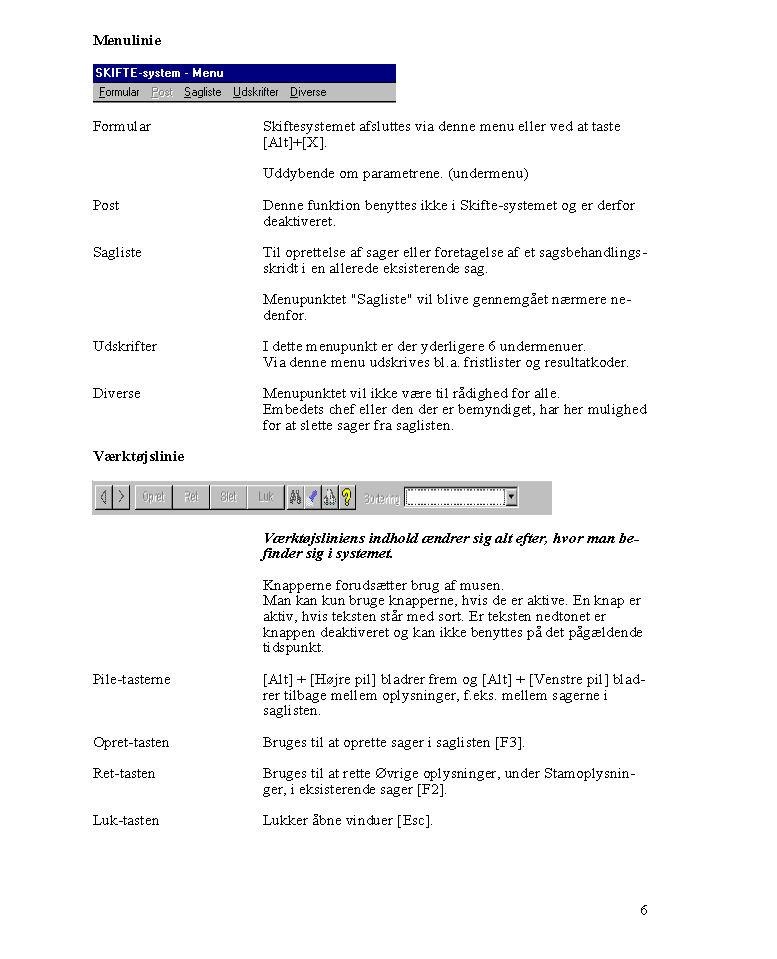 Menulinie
SKIFTE-system - Menu
Formular Post Sagliste Udskrifter Diverse
Formular Skiftesystemet afsluttes via denne menu eller ved at taste
[Alt]+[X].
Uddybende om parametrene. (undermenu)
Post Denne funktion benyttes ikke i Skifte-systemet og er derfor
deaktiveret.
Sagliste Til oprettelse af sager eller foretagelse af et sagsbehandlings-
skridt i en allerede eksisterende sag.
Menupunktet "Sagliste" vil blive gennemgået nærmere ne-
denfor.
Udskrifter I dette menupunkt er der yderligere 6 undermenuer.
Via denne menu udskrives bl.a. fristlister og resultatkoder.
Diverse Menupunktet vil ikke være til rådighed for alle.
Embedets chef eller den der er bemyndiget, har her mulighed
for at slette sager fra saglisten.
Værktøjslinie
Opret Ret Slet Luk Sortering
Værktøjsliniens indhold ændrer sig alt efter, hvor man be-
finder sig i systemet.
Knapperne forudsætter brug af musen.
Man kan kun bruge knapperne, hvis de er aktive. En knap er
aktiv, hvis teksten står med sort. Er teksten nedtonet er
knappen deaktiveret og kan ikke benyttes på det pågældende
tidspunkt.
Pile-tasterne [Alt] + [Højre pil] bladrer frem og [Alt] + [Venstre pil] blad-
rer tilbage mellem oplysninger, f.eks. mellem sagerne i
saglisten.
Opret-tasten Bruges til at oprette sager i saglisten [F3].
Ret-tasten Bruges til at rette Øvrige oplysninger, under Stamoplysnin-
ger, i eksisterende sager [F2].
Luk-tasten Lukker åbne vinduer [Esc].
6